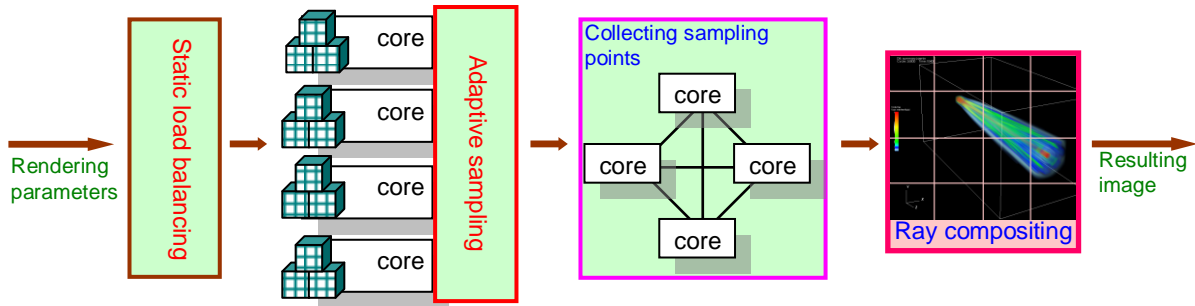 Rendering
parameters
Static load balancing
core
core
core
core
Adaptive sampling
Collecting sampling
points
core
core
core
core
Ray compositing
Resulting
image